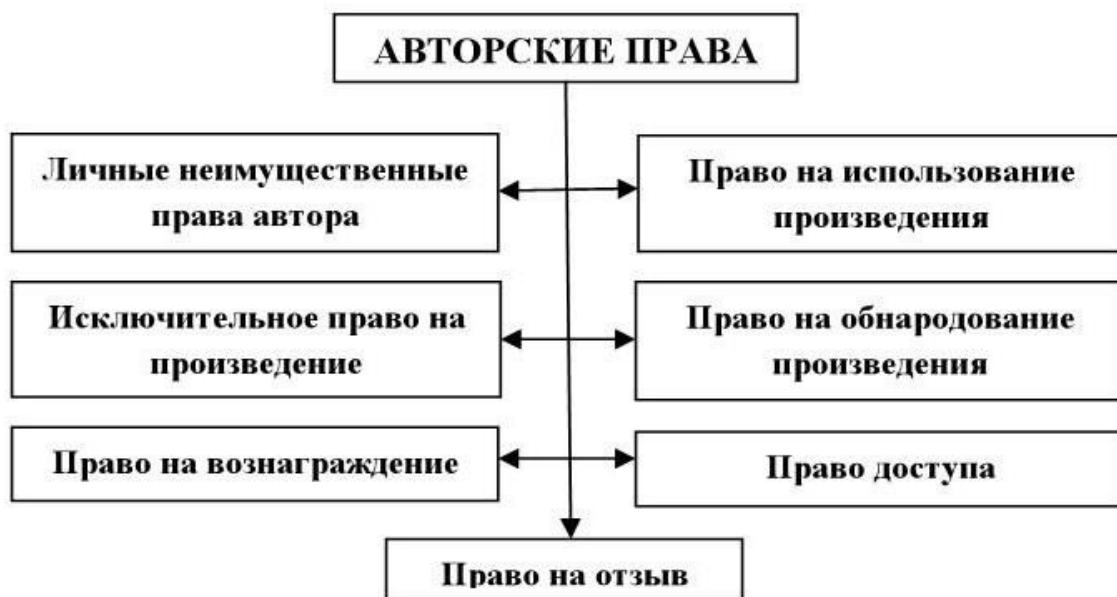 АВТОРСКИЕ ПРАВА
Личные неимущественные
права автора
Право на использование
произведения
Исключительное право на
произведение
Право на обнародование
произведения
Право на вознаграждение
Право доступа
Право на отзыв